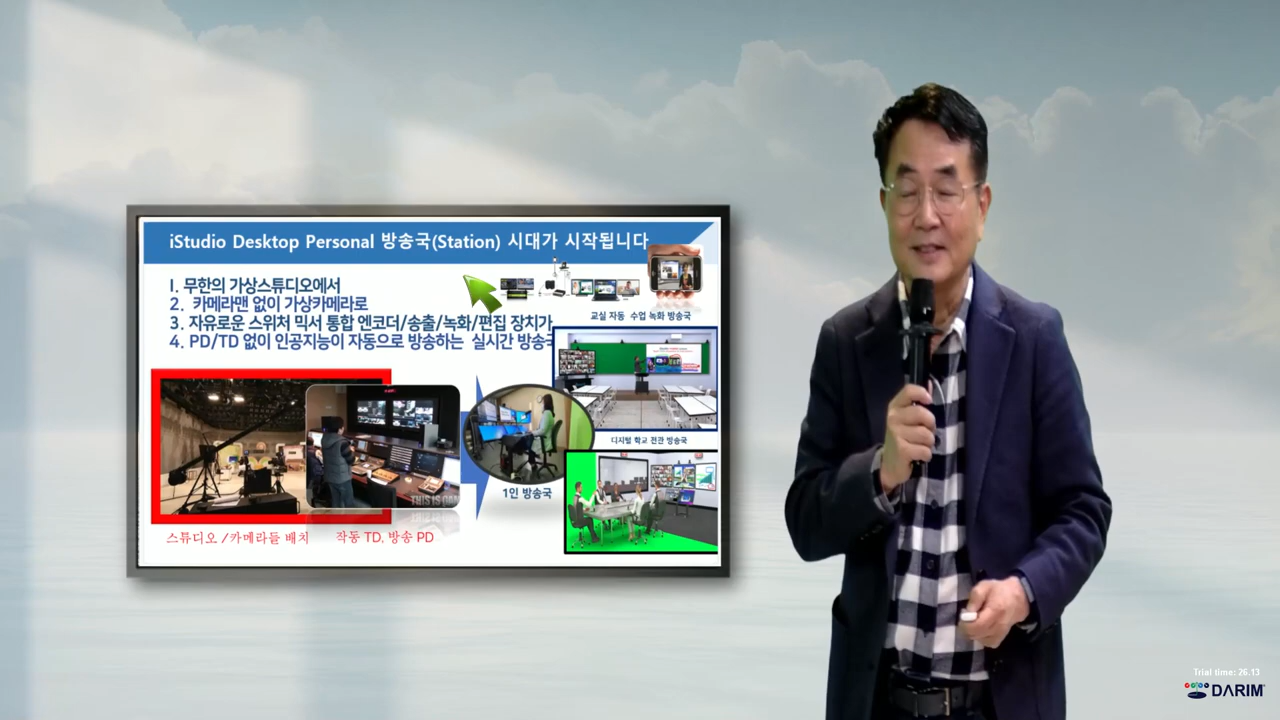 iStudio Desktop Personal 방송국(Station) 시대가 시작됩니다
1. 무한의 가상스튜디오에서
2. 카메라맨 없이 가상카메라로
3. 자유로운 스위처 믹서 통합 엔코더/송출/녹화/편집 장치가
4. PD/TD 없이 인공지능이 자동으로 방송하는 실시간 방송국
교실 자동 수업 녹화 방송국
디지털 학교 전관 방송국
1인 방송국
THIS IS DAR
스튜디오 /카메라들 배치 작동 TD, 방송 PD
Trial time: 26.13
DARIM